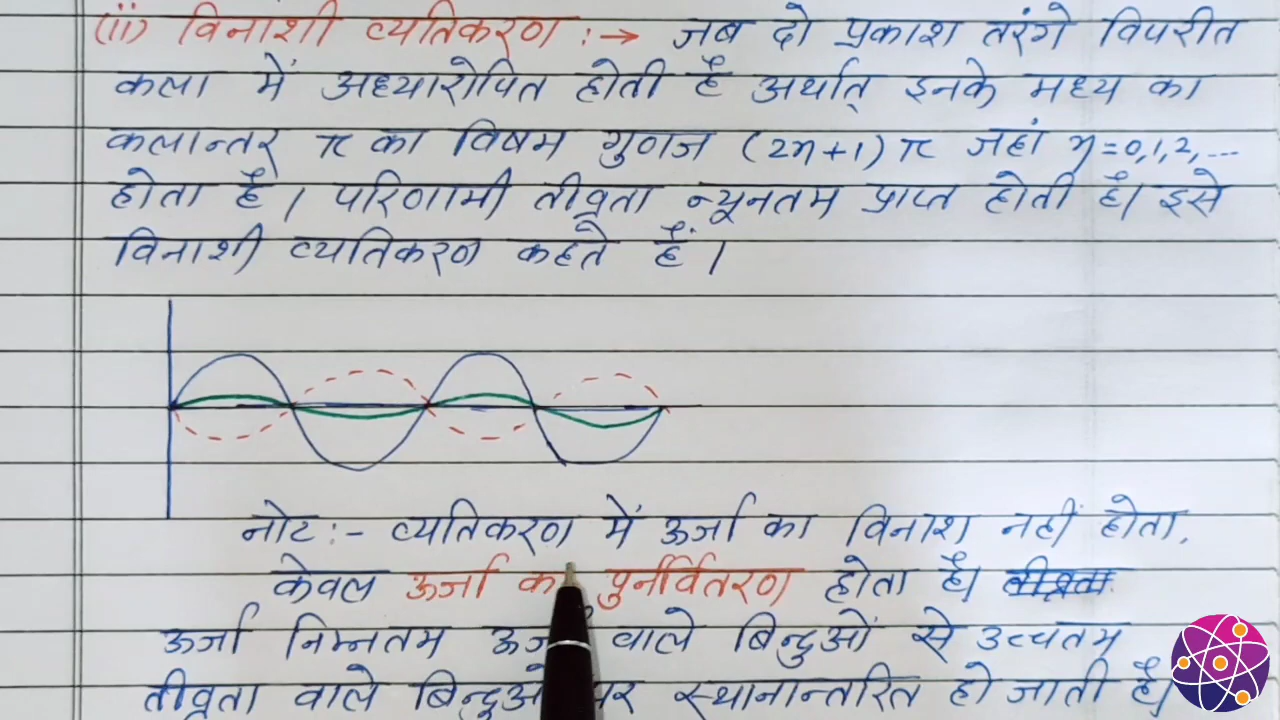 (ii) विनाशी व्यतिकरण :→ जब दो प्रकाश तरंगे विपरीत
कला में अध्यारोपित होती है अर्थात् इनके मध्य का
कलान्तर π का विषम गुणज (2n+1) π जहां n=0,1,2,...
होता है। परिणामी तीव्रता न्यूनतम प्राप्त होती है। इसे
विनाशी व्यतिकरण कहते हैं।
नोट:- व्यतिकरण में ऊर्जा का विनाश नहीं होता,
केवल ऊर्जा का पुर्नवितरण होता है।
ऊर्जा निम्नतम वाले बिन्दुओं से उच्चतम
तीव्रता वाले बिन्दुओं पर स्थानान्तरित हो जाती है।